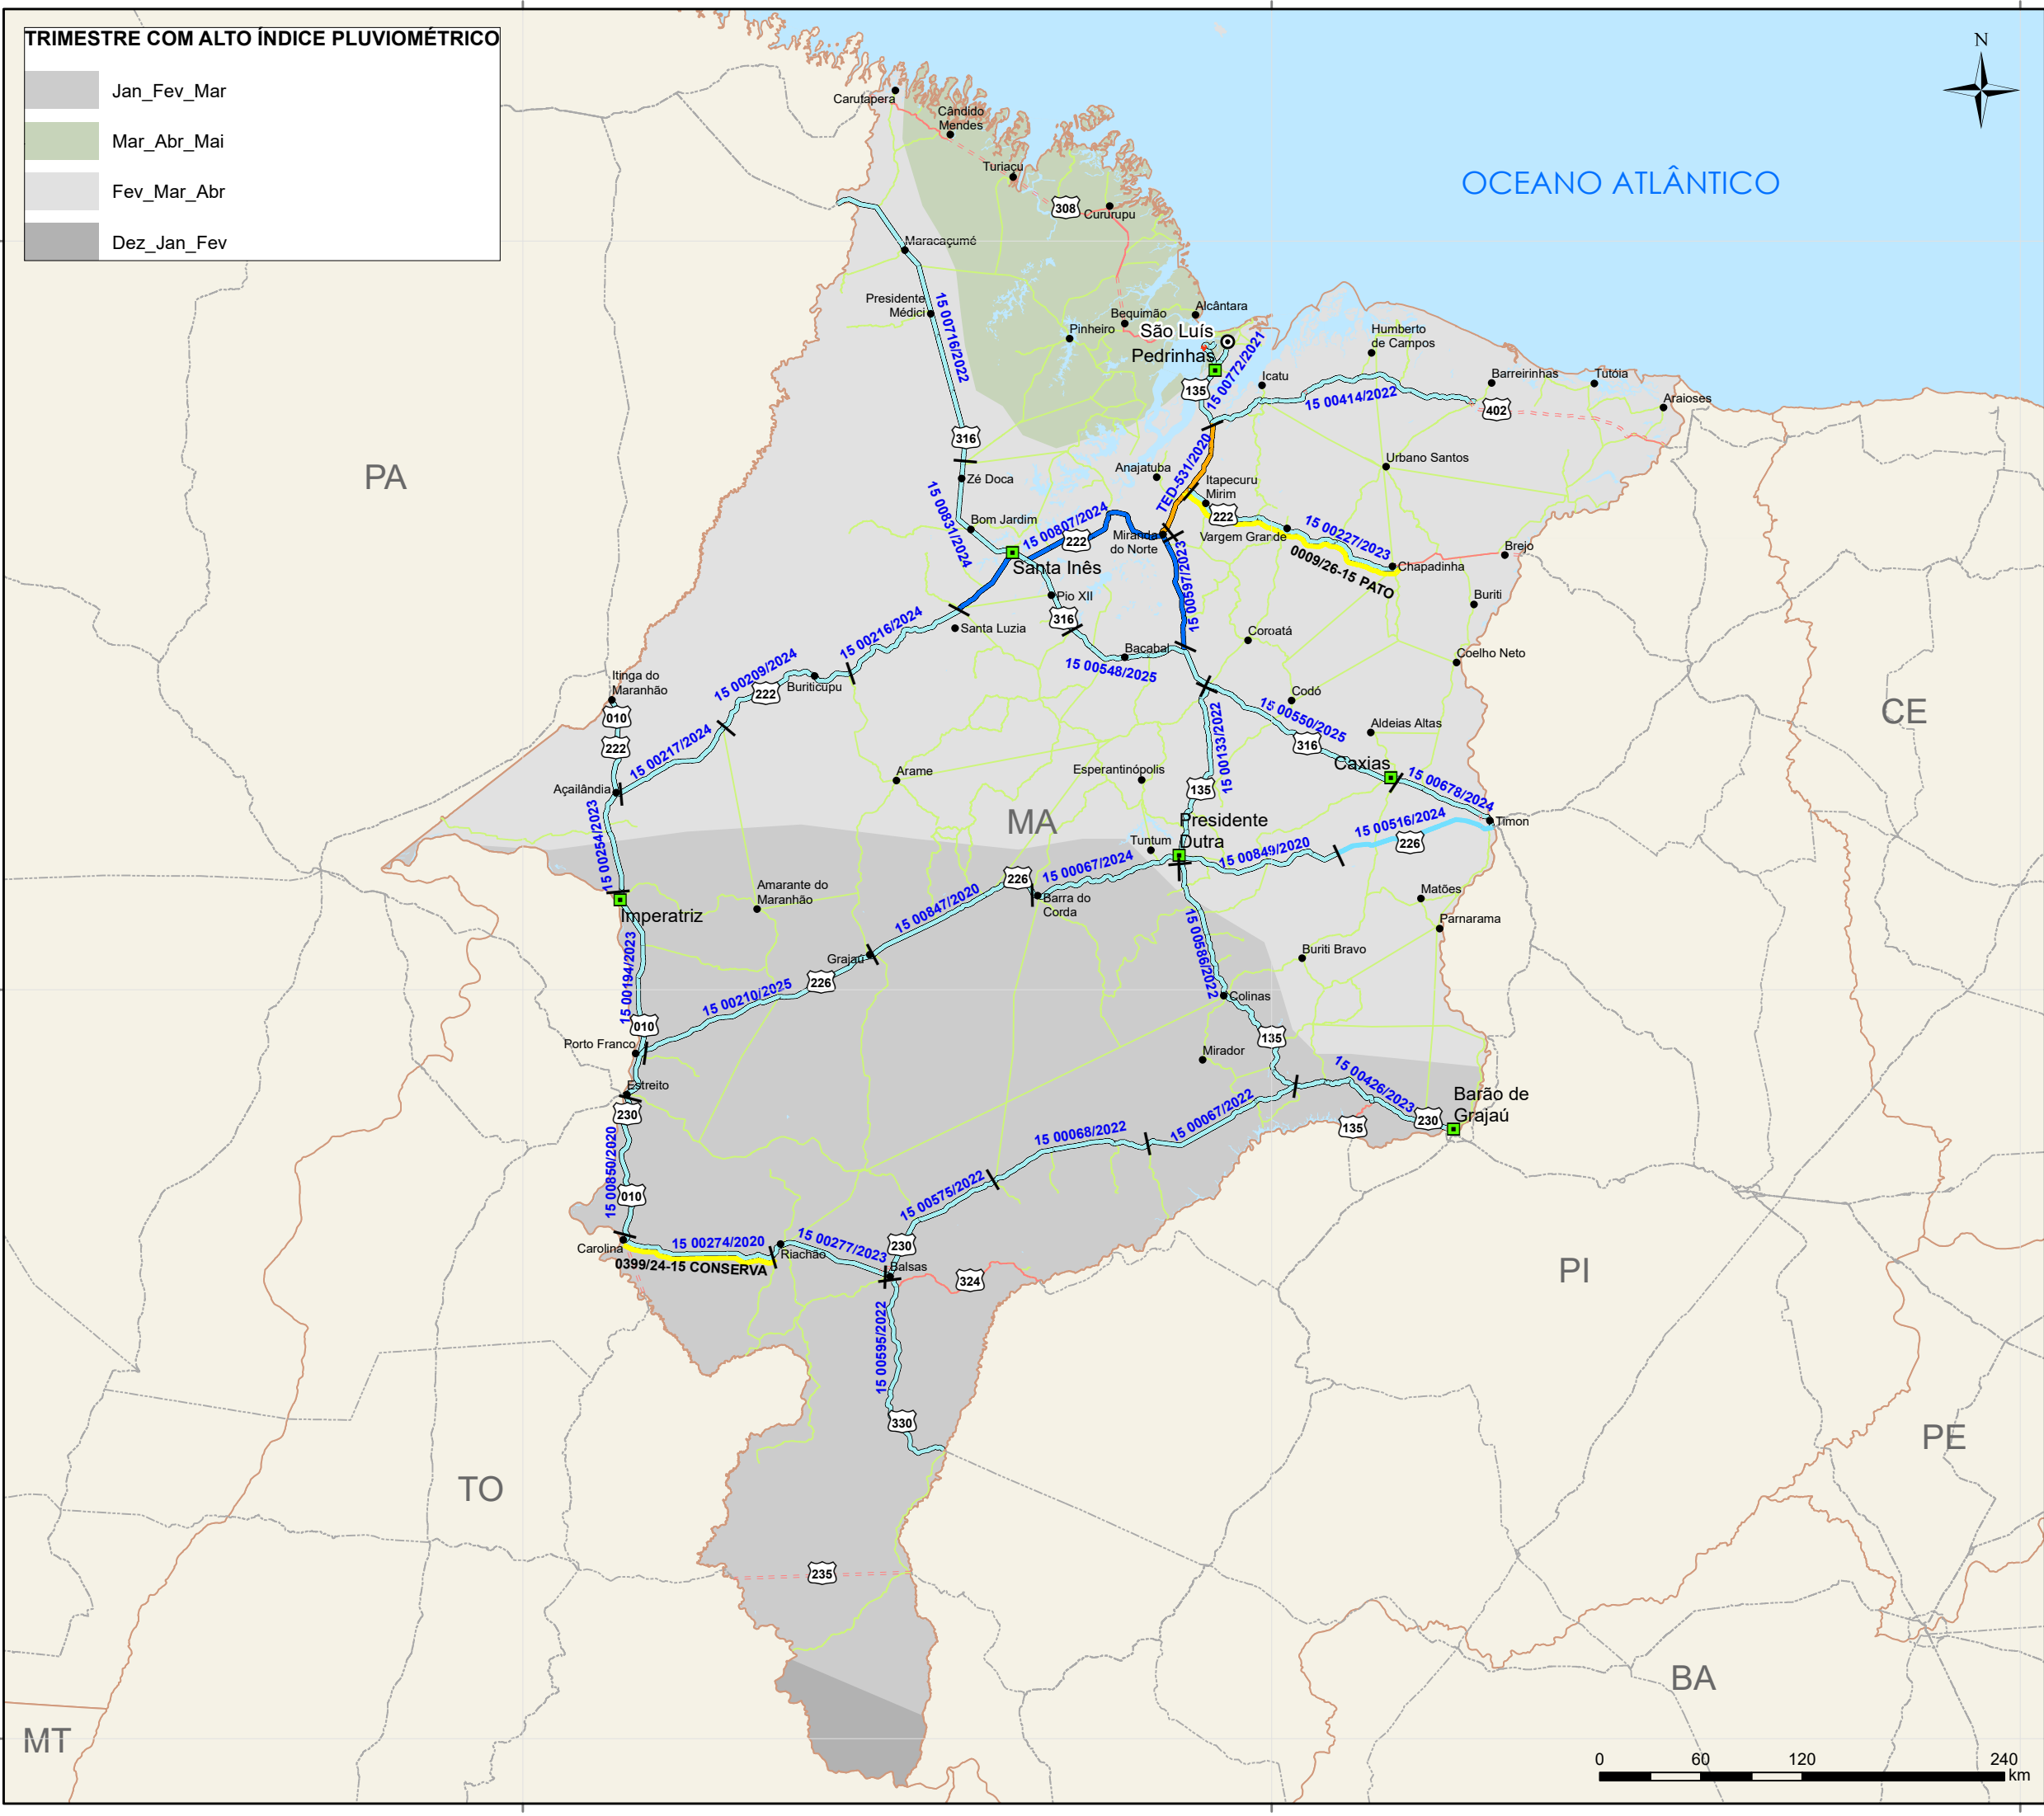 TRIMESTRE COM ALTO ÍNDICE PLUVIOMÉTRICO
Jan_Fev_Mar
Mar_Abr_Mai
Fev_Mar_Abr
Dez_Jan_Fev
N
OCEANO ATLÂNTICO
Carutapera
Cândido
Mendes
Turiaçu
308
Cururupu
Maracaçumé
Presidente
Médici
15 00716/2022
Bequimão
Alcântara
Pinheiro
São Luís
Pedrinhas
15 00772/2021
135
Icatu
Humberto
de Campos
15 00414/2022
Barreirinhas
Tutóia
402
Araioses
PA
316
Zé Doca
Anajatuba
TED-531/2020
Itapecuru
Mirim
Urbano Santos
15 00831/2024
Bom Jardim
15 00807/2024
222
Miranda
do Norte
222
Vargem Grande
15 00227/2023
0009/26-15 PATO
Chapadinha
Brejo
Santa Inês
Pio XII
15 00597/2023
Buriti
316
15 00216/2024
Santa Luzia
Coroatá
Bacabal
15 00548/2025
Coelho Neto
15 00209/2024
Itinga do
Maranhão
222
Buriticupu
010
222
Codó
15 00550/2025
Aldeias Altas
CE
316
15 00133/2022
15 00217/2024
Açailândia
Arame
Esperantinópolis
135
Caxias
15 00678/2024
Timon
MA
Presidente
Dutra
Tuntum
15 00516/2024
226
15 00849/2020
15 00254/2023
15 00067/2024
226
Barra do
Corda
Amarante do
Maranhão
15 00847/2020
Matões
Parnarama
Imperatriz
15 00194/2023
Grajaú
226
15 00210/2025
15 00586/2022
Buriti Bravo
Colinas
010
Porto Franco
135
Mirador
Estreito
230
15 00426/2023
Barão de
Grajaú
230
135
15 00067/2022
15 00068/2022
15 00850/2020
010
15 00575/2022
Carolina
15 00274/2020
0399/24-15 CONSERVA
Riachão
15 00277/2023
230
Balsas
324
PI
15 00595/2022
330
PE
TO
235
BA
MT
0
60
120
240
km